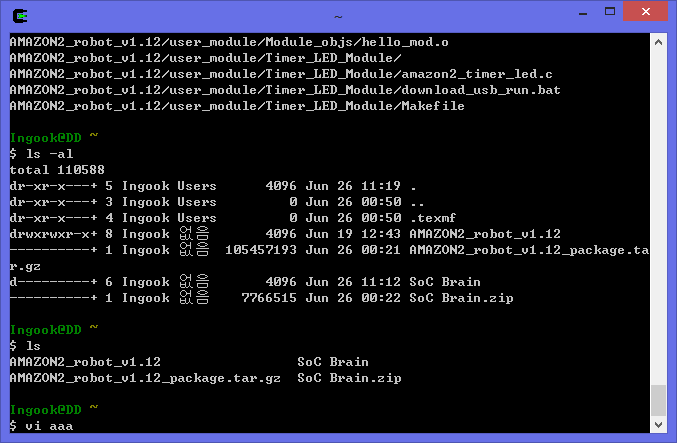 ~
AMAZON2_robot_v1.12/user_module/Module_objs/hello_mod.o
AMAZON2_robot_v1.12/user_module/Timer_LED_Module/
AMAZON2_robot_v1.12/user_module/Timer_LED_Module/amazon2_timer_led.c
AMAZON2_robot_v1.12/user_module/Timer_LED_Module/download_usb_run.bat
AMAZON2_robot_v1.12/user_module/Timer_LED_Module/Makefile
Ingook@DD ~
$ ls -al
total 110588
dr-xr-x---+ 5 Ingook Users      4096 Jun 26 11:19 .
dr-xr-x---+ 3 Ingook Users         0 Jun 26 00:50 ..
dr-xr-x---+ 4 Ingook Users         0 Jun 26 00:50 .texmf
drwxrwxr-x+ 8 Ingook 없음       4096 Jun 19 12:43 AMAZON2_robot_v1.12
----------+ 1 Ingook 없음  105457193 Jun 26 00:21 AMAZON2_robot_v1.12_package.ta
r.gz
d---------+ 6 Ingook 없음       4096 Jun 26 11:12 SoC Brain
----------+ 1 Ingook 없음    7766515 Jun 26 00:22 SoC Brain.zip
Ingook@DD ~
$ ls
AMAZON2_robot_v1.12                 SoC Brain
AMAZON2_robot_v1.12_package.tar.gz  SoC Brain.zip
Ingook@DD ~
$ vi aaa